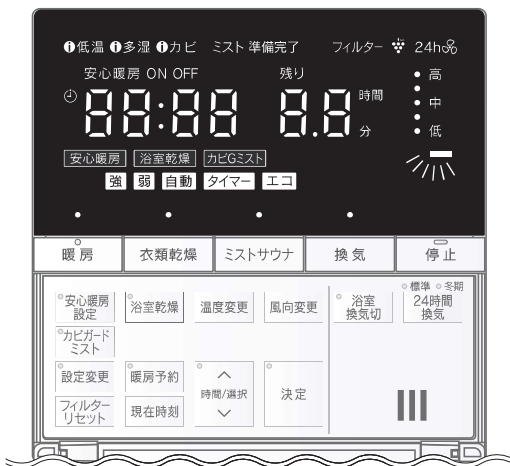 ❶低温 ❶多湿 ❶カビ ミスト 準備完了 フィルター 24h
安心暖房 ON OFF 残り 高
88:88 8.8 時間 中
分 低
安心暖房 浴室乾燥 カビGミスト
強 弱 自動 タイマー エコ
暖房 衣類乾燥 ミストサウナ 換気 停止
標準 冬期
安心暖房設定 浴室乾燥 温度変更 風向変更 浴室換気切 24時間換気
カビガードミスト
設定変更 暖房予約 時間/選択 決定
フィルターリセット 現在時刻